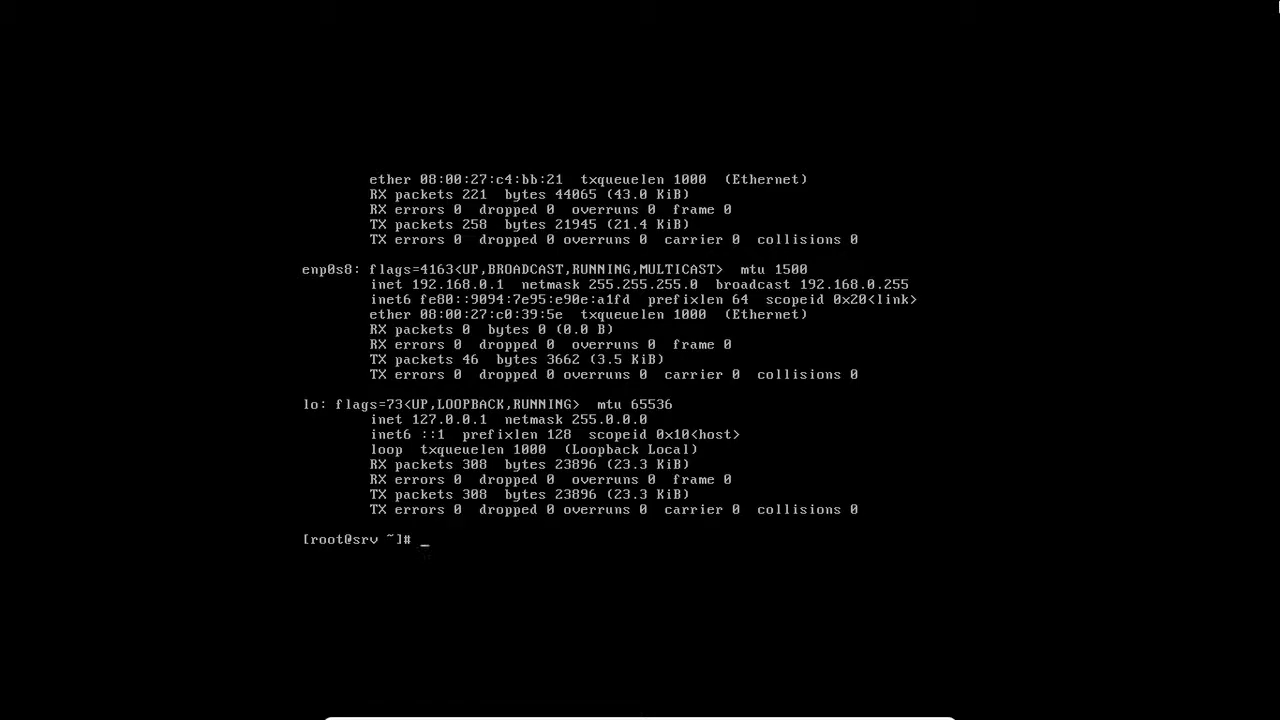 ether 08:00:27:c4:bb:21  txqueuelen 1000  (Ethernet)
RX packets 221  bytes 44065 (43.0 KiB)
RX errors 0  dropped 0  overruns 0  frame 0
TX packets 258  bytes 21945 (21.4 KiB)
TX errors 0  dropped 0 overruns 0  carrier 0  collisions 0
enp0s8: flags=4163<UP,BROADCAST,RUNNING,MULTICAST>  mtu 1500
inet 192.168.0.1  netmask 255.255.255.0  broadcast 192.168.0.255
inet6 fe80::9094:7e95:e90e:a1fd  prefixlen 64  scopeid 0x20<link>
ether 08:00:27:c0:39:5e  txqueuelen 1000  (Ethernet)
RX packets 0  bytes 0 (0.0 B)
RX errors 0  dropped 0  overruns 0  frame 0
TX packets 46  bytes 3662 (3.5 KiB)
TX errors 0  dropped 0 overruns 0  carrier 0  collisions 0
lo: flags=73<UP,LOOPBACK,RUNNING>  mtu 65536
inet 127.0.0.1  netmask 255.0.0.0
inet6 ::1  prefixlen 128  scopeid 0x10<host>
loop  txqueuelen 1000  (Loopback Local)
RX packets 308  bytes 23896 (23.3 KiB)
RX errors 0  dropped 0  overruns 0  frame 0
TX packets 308  bytes 23896 (23.3 KiB)
TX errors 0  dropped 0 overruns 0  carrier 0  collisions 0
[root@srv ~]# _